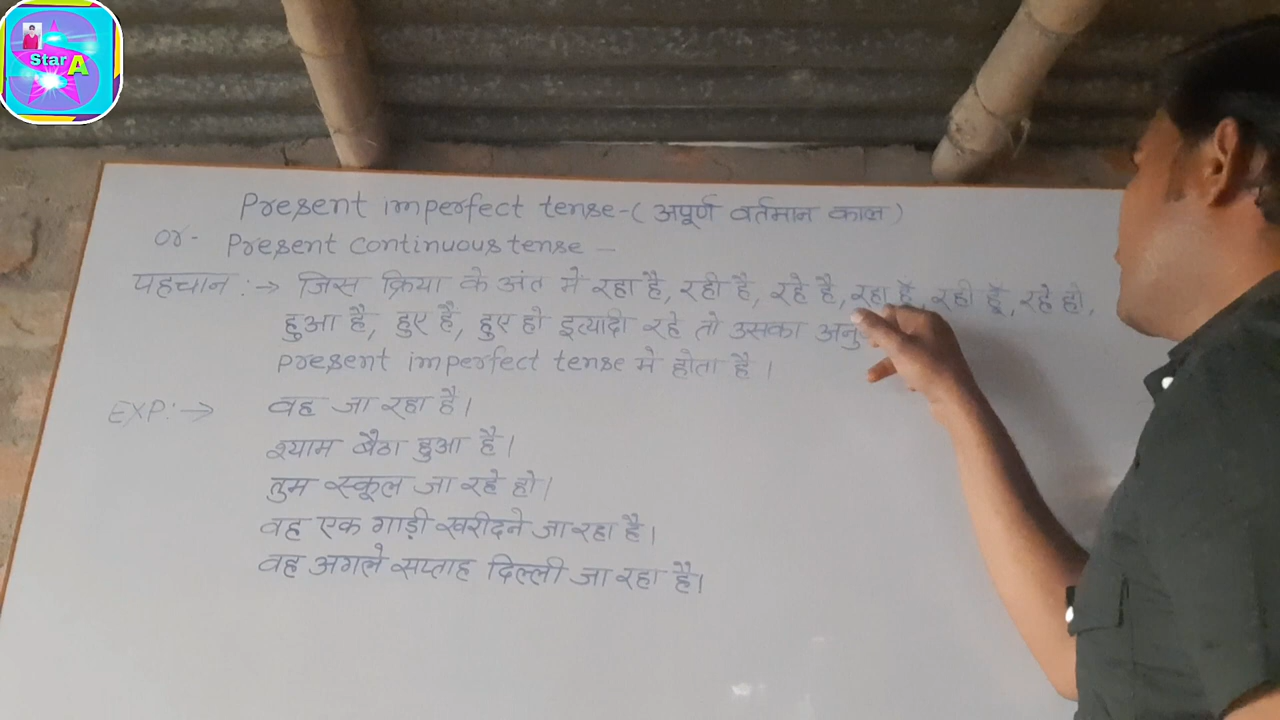 Star A
Present imperfect tense-(अपूर्ण वर्तमान काल)
or- Present continuous tense –
पहचान :→ जिस क्रिया के अंत मे रहा है, रही है, रहे है, रहा हूँ, रही हूँ, रहे हो,
हुआ है, हुए है, हुए हो इत्यादी रहे तो उसका
Present imperfect tense मे होता है।
EXP:→ वह जा रहा है।
श्याम बैठा हुआ है।
तुम स्कूल जा रहे हो।
वह एक गाड़ी खरीदने जा रहा है।
वह अगले सप्ताह दिल्ली जा रहा है।